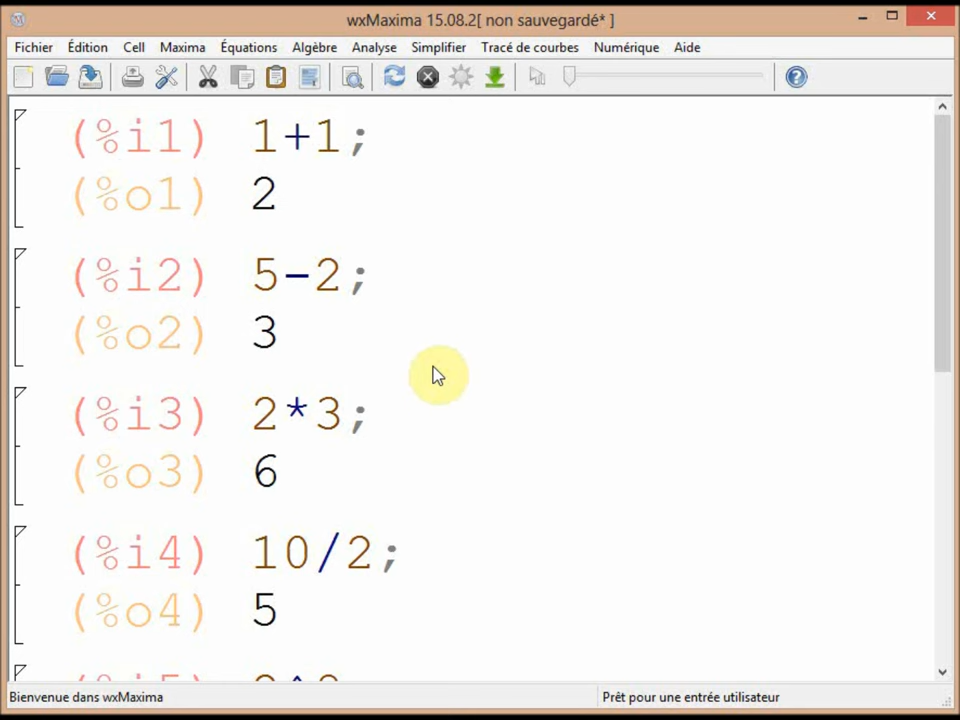 wxMaxima 15.08.2[ non sauvegardé* ]
Fichier Édition Cell Maxima Équations Algèbre Analyse Simplifier Tracé de courbes Numérique Aide
(%i1) 1+1;
(%o1) 2
(%i2) 5-2;
(%o2) 3
(%i3) 2*3;
(%o3) 6
(%i4) 10/2;
(%o4) 5
Bienvenue dans wxMaxima Prêt pour une entrée utilisateur